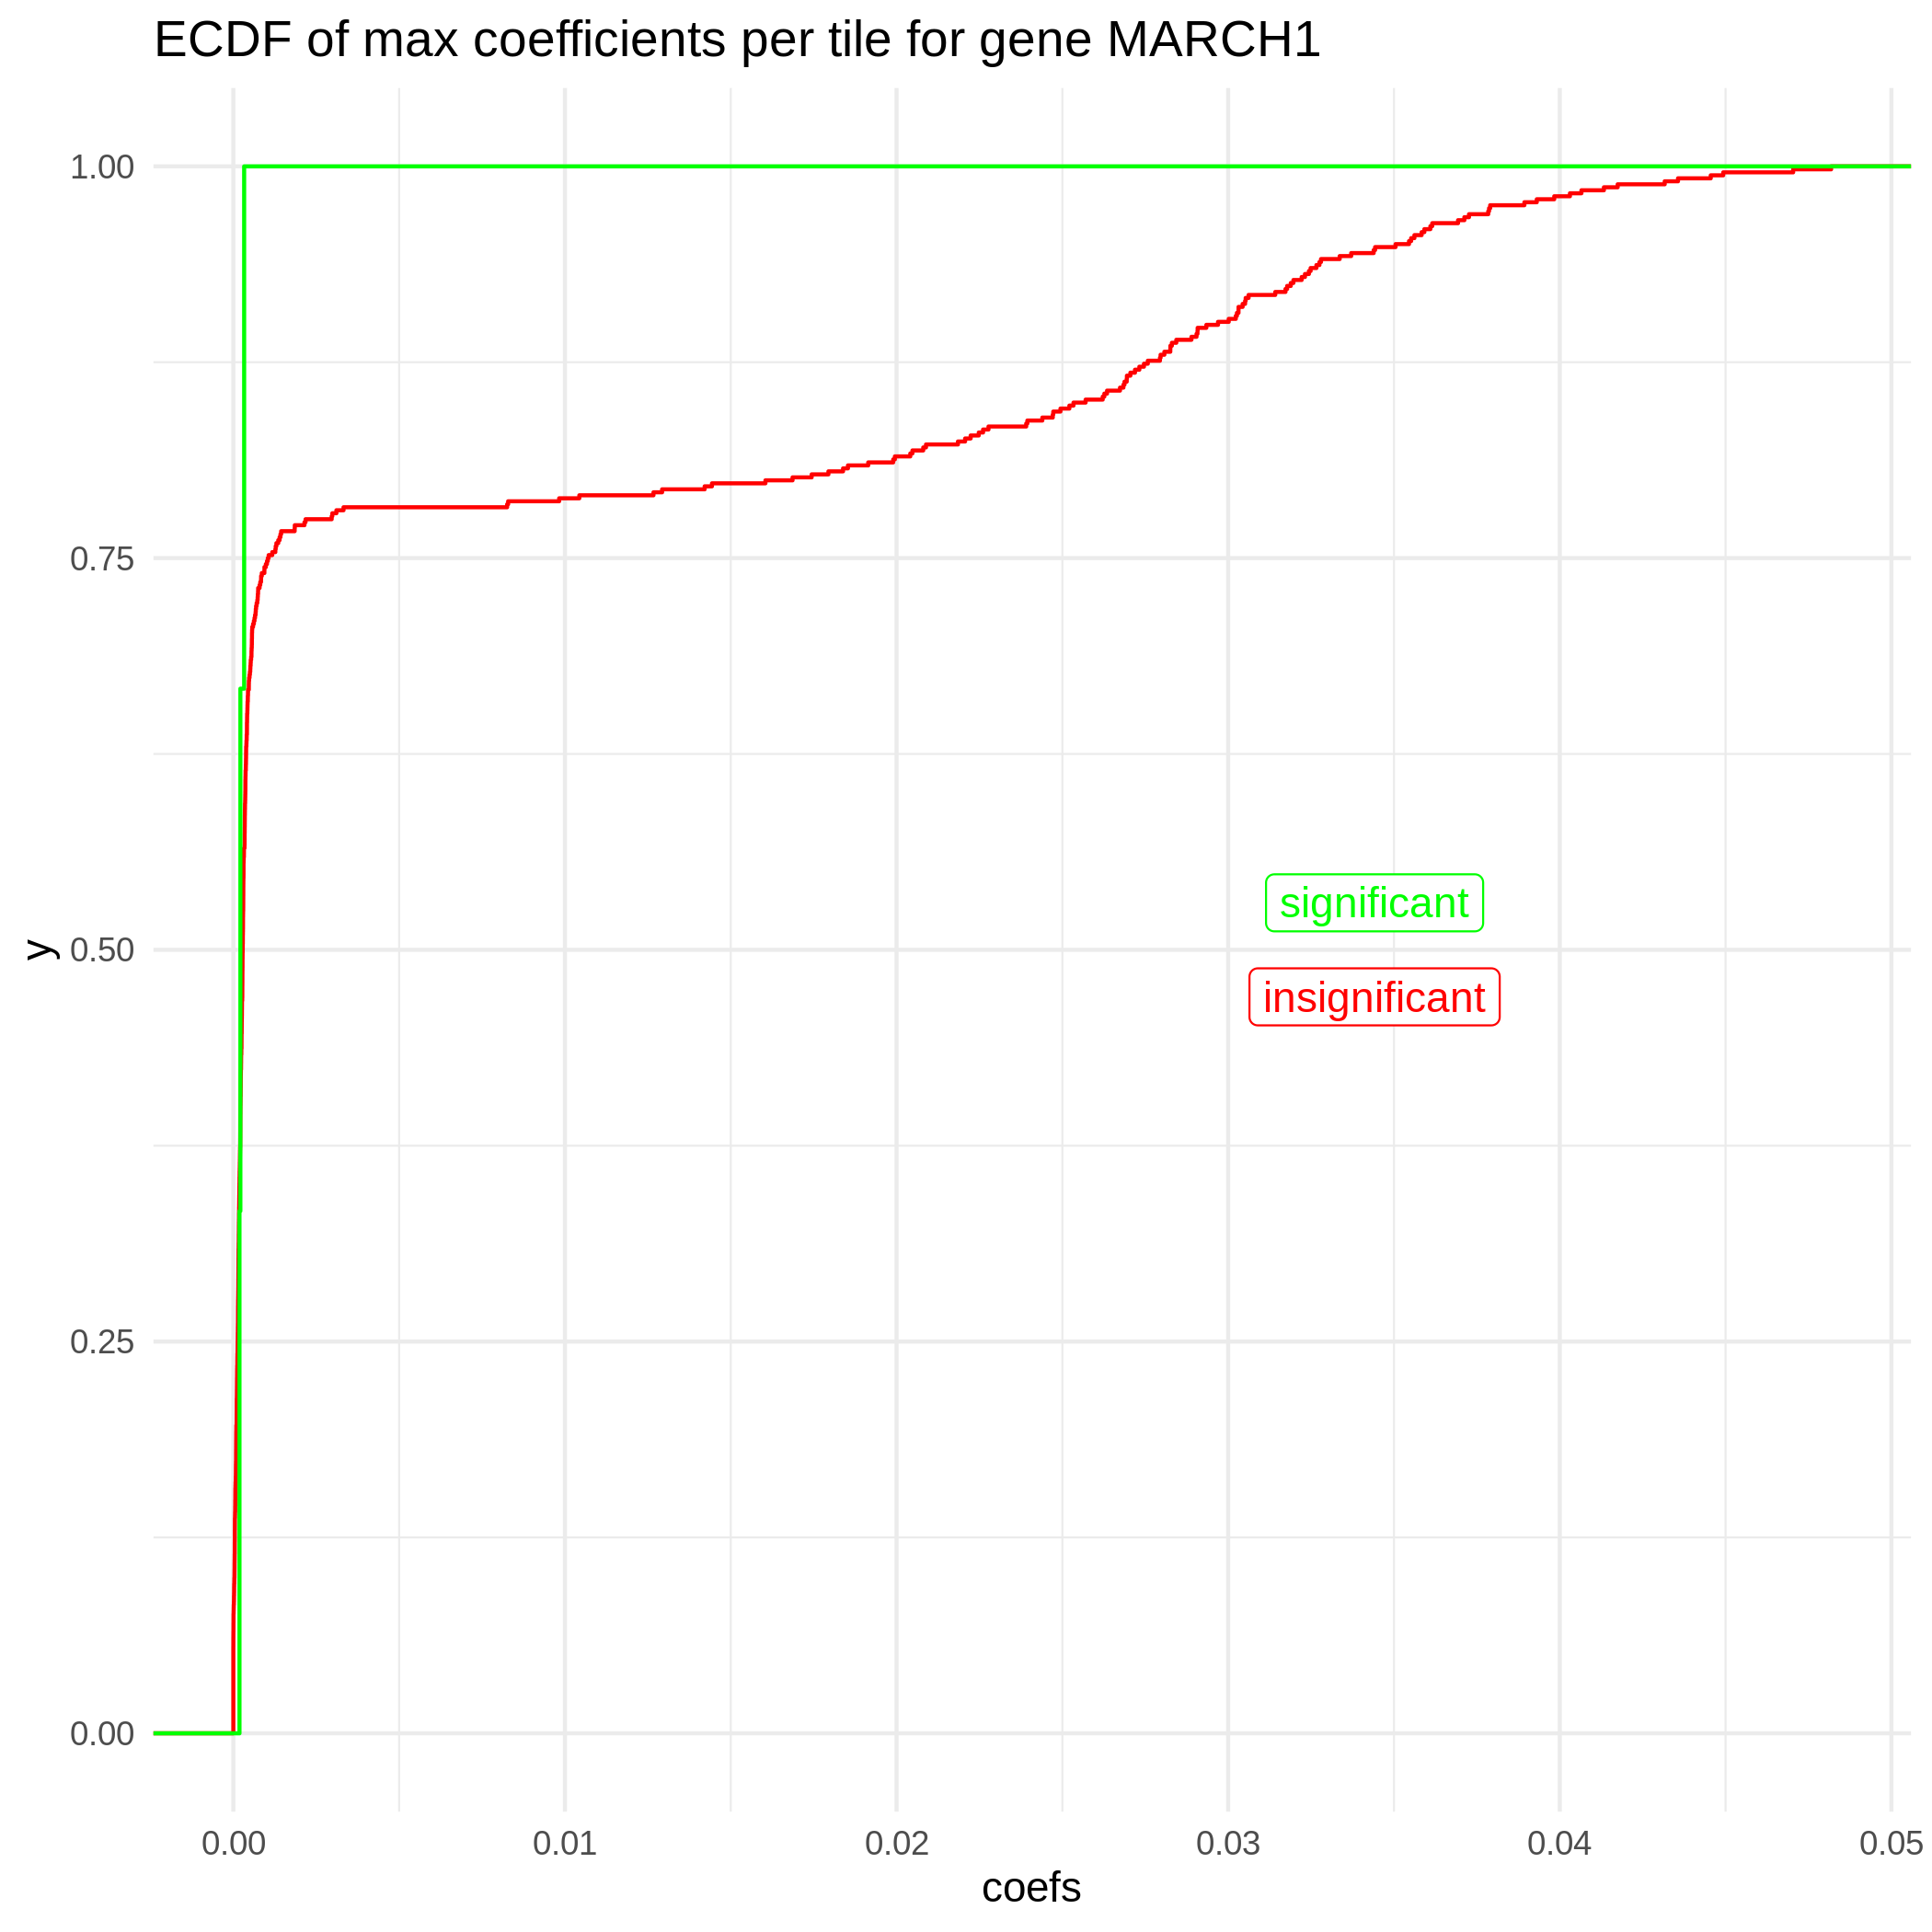 ECDF of max coefficients per tile for gene MARCH1
1.00
0.75
0.50
0.25
0.00
y
significant
insignificant
0.00 0.01 0.02 0.03 0.04 0.05
coefs